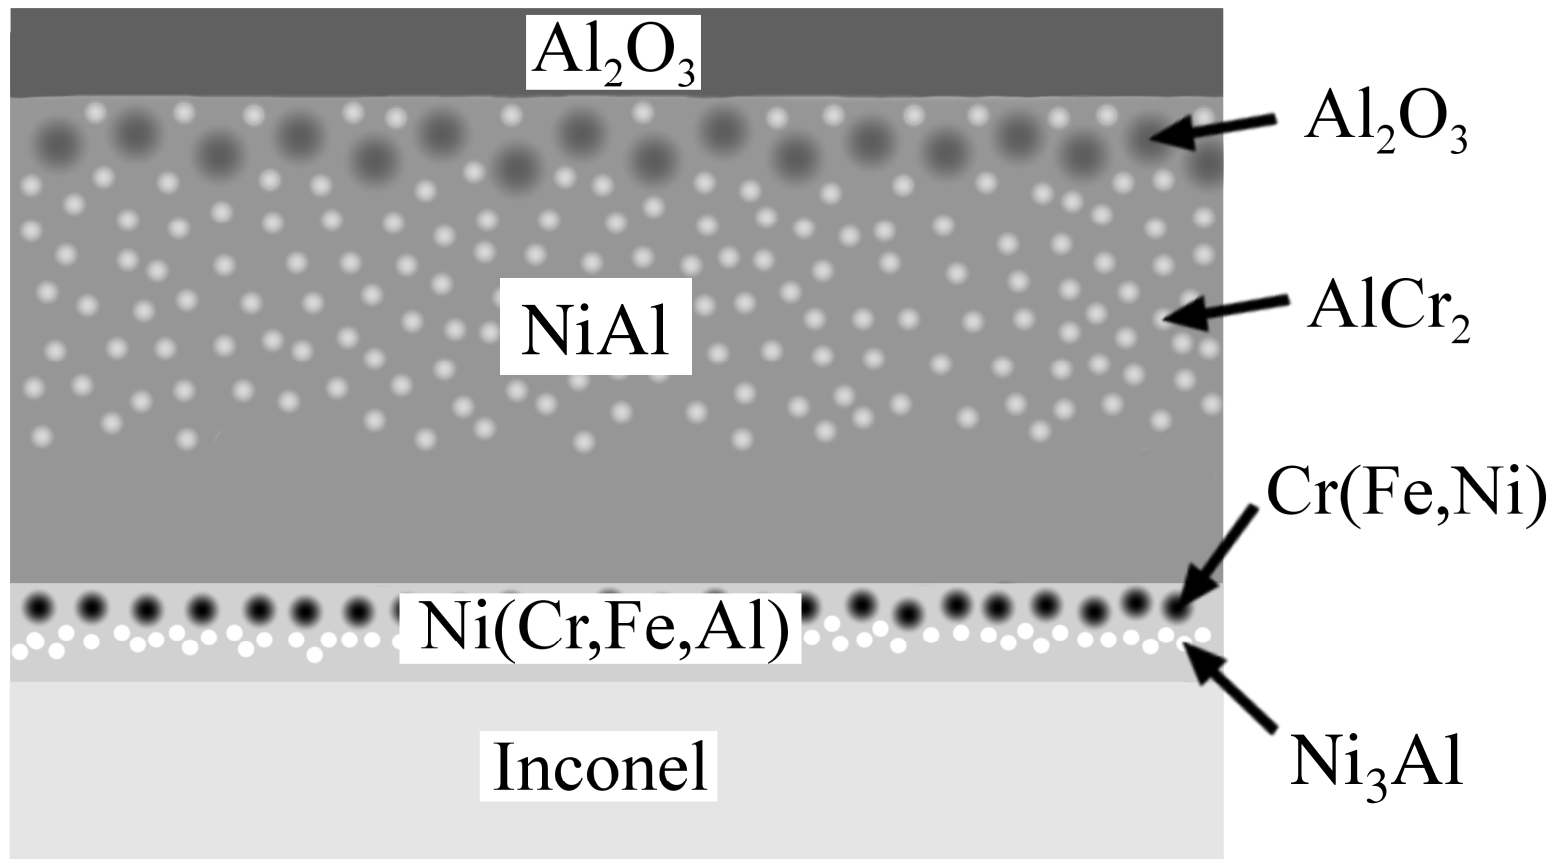 Al₂O₃
Al₂O₃
NiAl
AlCr₂
Cr(Fe,Ni)
Ni(Cr,Fe,Al)
Inconel
Ni₃Al